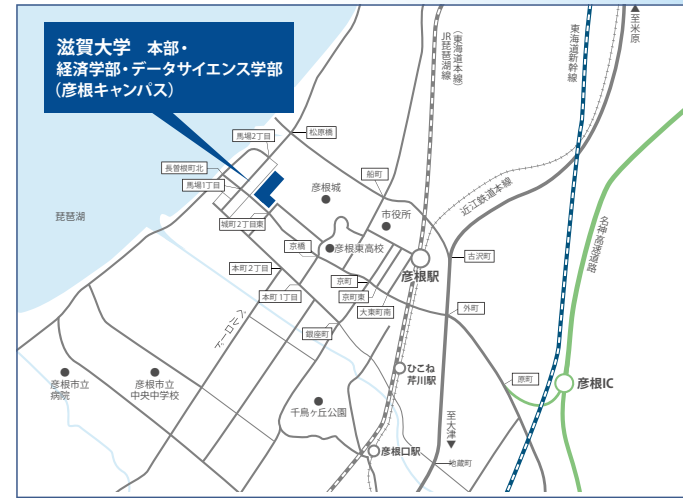 滋賀大学 本部・
経済学部・データサイエンス学部
（彦根キャンパス）
至米原
東海道新幹線
JR琵琶湖線
（東海道本線）
馬場2丁目
松原橋
長曽根町北
馬場1丁目
船町
彦根城
近江鉄道本線
琵琶湖
市役所
城町2丁目東
京橋
彦根東高校
古沢町
名神高速道路
本町2丁目
彦根駅
京町
本町1丁目
京町東
大東町南
外町
ベルロード
銀座町
ひこね
芹川駅
原町
彦根IC
彦根市立
病院
彦根市立
中央中学校
千鳥ヶ丘公園
至大津
彦根口駅
地蔵町